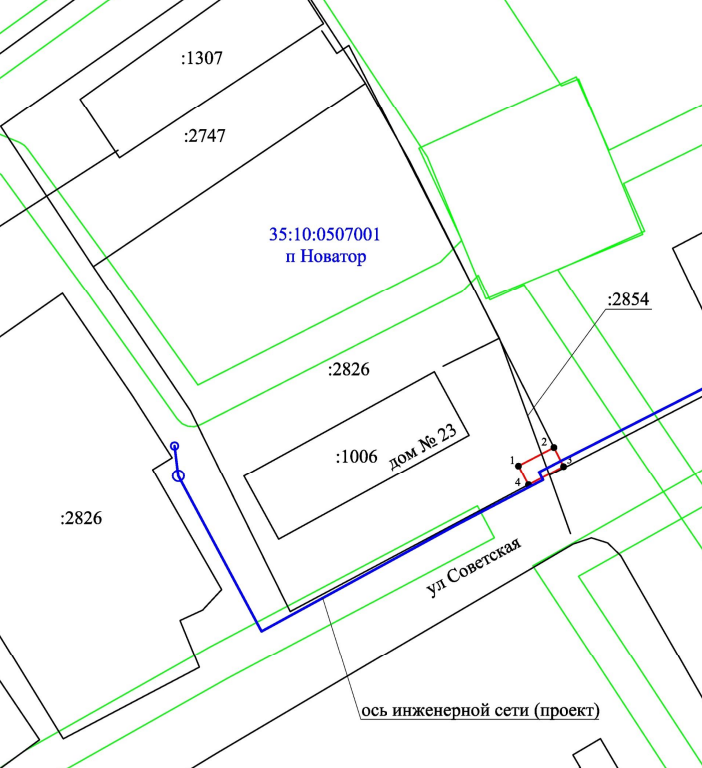 :1307
:2747
35:10:0507001
п Новатор
:2854
:2826
дом № 23
:1006
1
2
3
4
:2826
ул Советская
ось инженерной сети (проект)